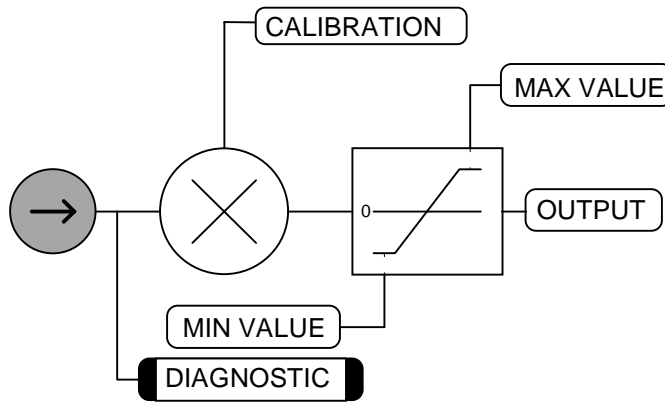 CALIBRATION
MAX VALUE
0
OUTPUT
MIN VALUE
DIAGNOSTIC